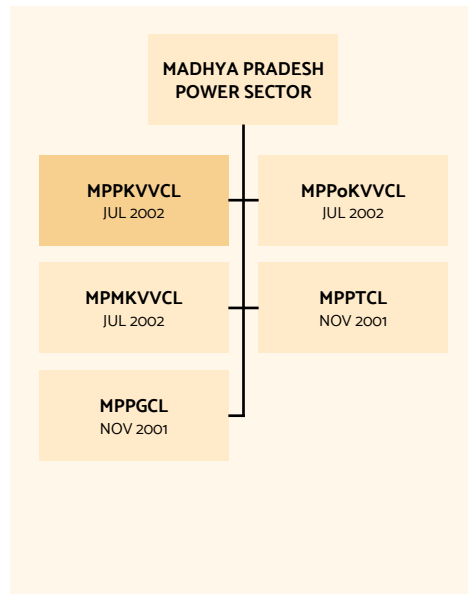 MADHYA PRADESH
POWER SECTOR
MPPKVVCL
JUL 2002
MPPoKVVCL
JUL 2002
MPMKVVCL
JUL 2002
MPPTCL
NOV 2001
MPPGCL
NOV 2001